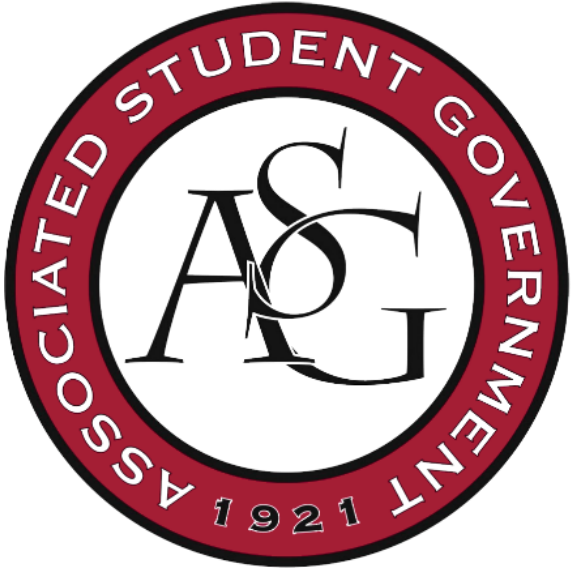 ASSOCIATED STUDENT GOVERNMENT
ASG
1921